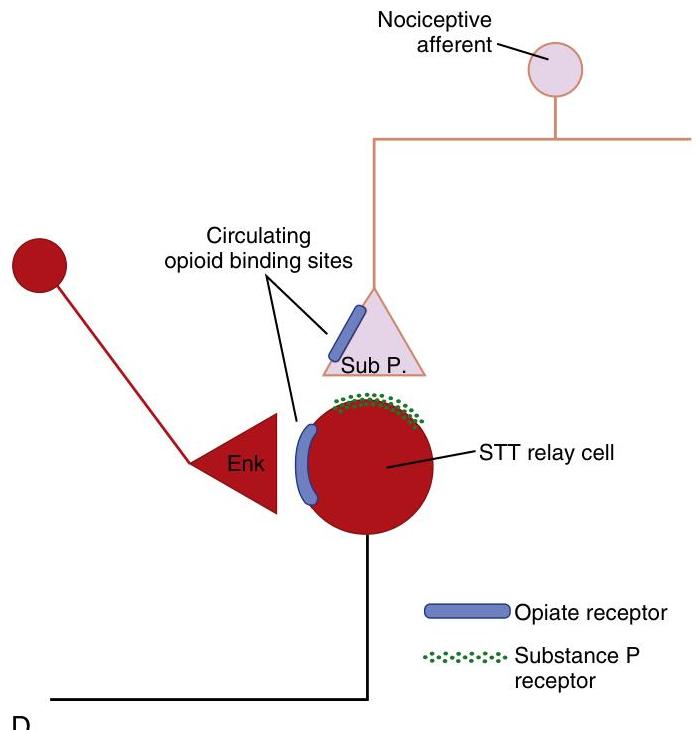 Nociceptive
afferent
Circulating
opioid binding sites
Sub P.
Enk
STT relay cell
Opiate receptor
Substance P
receptor
D